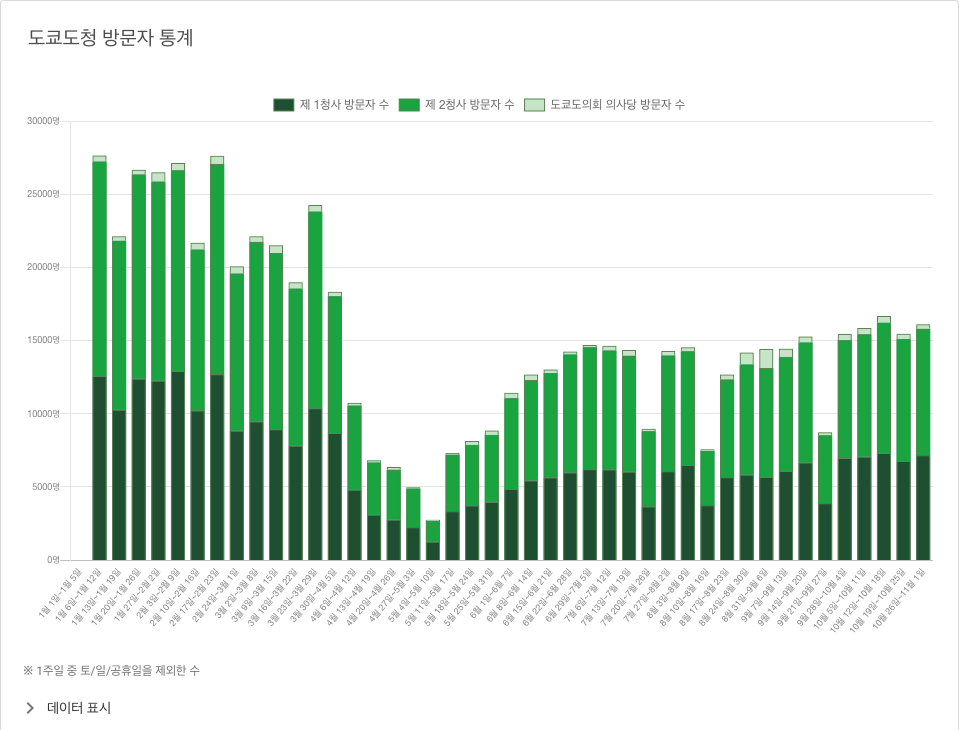 도쿄도청 방문자 통계
제 1청사 방문자 수 제 2청사 방문자 수 도쿄도의회 의사당 방문자 수
30000명
25000명
20000명
15000명
10000명
5000명
0명
1월 1일~1월 5일
1월 6일~1월 12일
1월 13일~1월 19일
1월 20일~1월 26일
1월 27일~2월 2일
2월 3일~2월 9일
2월 10일~2월 16일
2월 17일~2월 23일
2월 24일~3월 1일
3월 2일~3월 8일
3월 9일~3월 15일
3월 16일~3월 22일
3월 23일~3월 29일
3월 30일~4월 5일
4월 6일~4월 12일
4월 13일~4월 19일
4월 20일~4월 26일
4월 27일~5월 3일
5월 4일~5월 10일
5월 11일~5월 17일
5월 18일~5월 24일
5월 25일~5월 31일
6월 1일~6월 7일
6월 8일~6월 14일
6월 15일~6월 21일
6월 22일~6월 28일
6월 29일~7월 5일
7월 6일~7월 12일
7월 13일~7월 19일
7월 20일~7월 26일
7월 27일~8월 2일
8월 3일~8월 9일
8월 10일~8월 16일
8월 17일~8월 23일
8월 24일~8월 30일
8월 31일~9월 6일
9월 7일~9월 13일
9월 14일~9월 20일
9월 21일~9월 27일
9월 28일~10월 4일
10월 5일~10월 11일
10월 12일~10월 18일
10월 19일~10월 25일
10월 26일~11월 1일
※ 1주일 중 토/일/공휴일을 제외한 수
데이터 표시